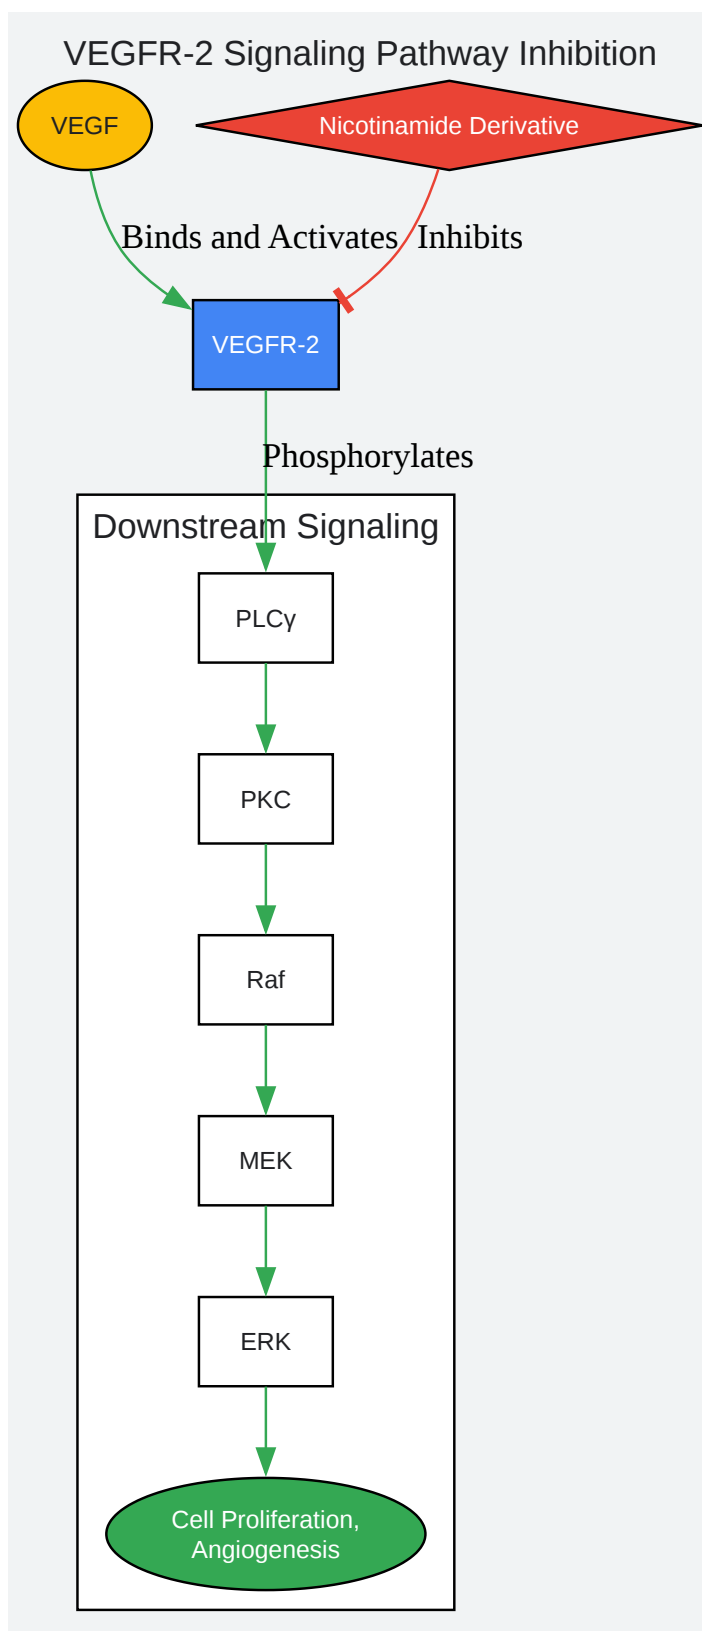 VEGFR-2 Signaling Pathway Inhibition
VEGF
Nicotinamide Derivative
Binds and Activates
Inhibits
VEGFR-2
Phosphorylates
Downstream Signaling
PLCγ
PKC
Raf
MEK
ERK
Cell Proliferation,
Angiogenesis